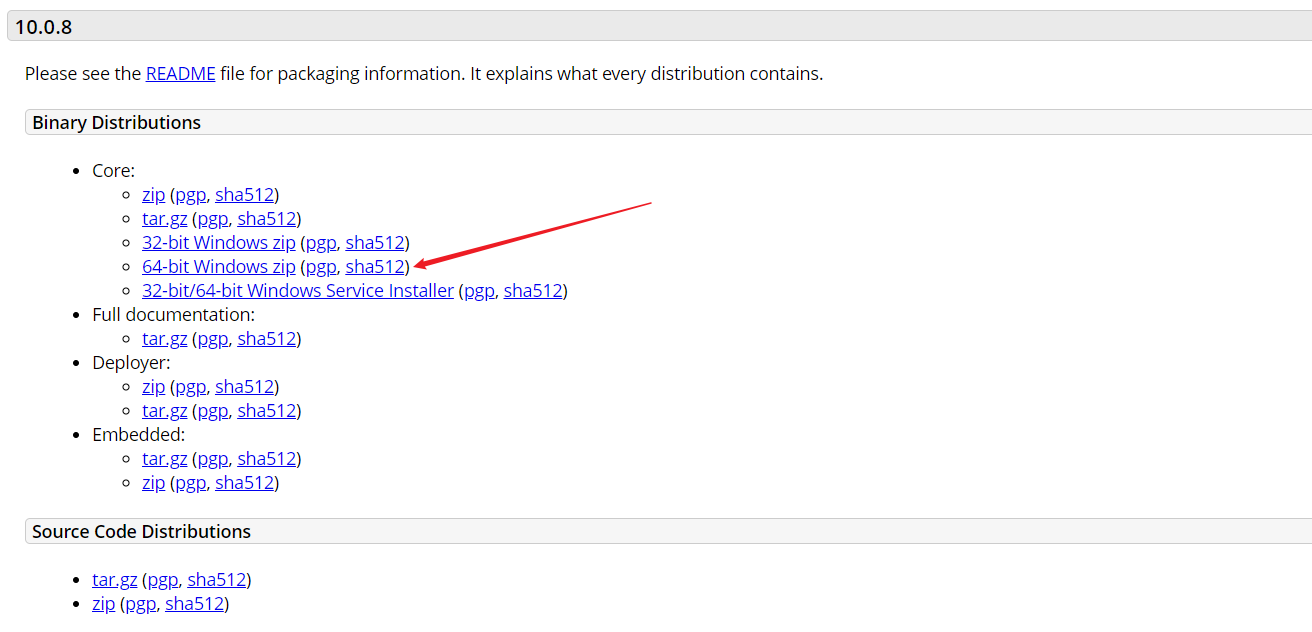 10.0.8
Please see the README file for packaging information. It explains what every distribution contains.
Binary Distributions
Core:
zip (pgp, sha512)
tar.gz (pgp, sha512)
32-bit Windows zip (pgp, sha512)
64-bit Windows zip (pgp, sha512)
32-bit/64-bit Windows Service Installer (pgp, sha512)
Full documentation:
tar.gz (pgp, sha512)
Deployer:
zip (pgp, sha512)
tar.gz (pgp, sha512)
Embedded:
tar.gz (pgp, sha512)
zip (pgp, sha512)
Source Code Distributions
tar.gz (pgp, sha512)
zip (pgp, sha512)